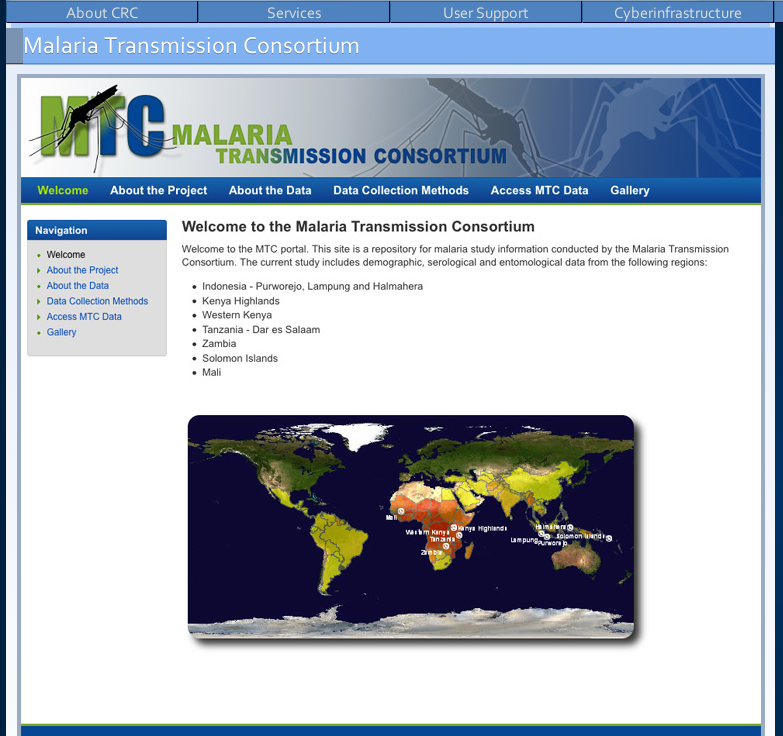 About CRC
Services
User Support
Cyberinfrastructure
Malaria Transmission Consortium
MTC MALARIA
TRANSMISSION CONSORTIUM
Welcome
About the Project
About the Data
Data Collection Methods
Access MTC Data
Gallery
Navigation
Welcome
About the Project
About the Data
Data Collection Methods
Access MTC Data
Gallery
Welcome to the Malaria Transmission Consortium
Welcome to the MTC portal. This site is a repository for malaria study information conducted by the Malaria Transmission
Consortium. The current study includes demographic, serological and entomological data from the following regions:
Indonesia - Purworejo, Lampung and Halmahera
Kenya Highlands
Western Kenya
Tanzania - Dar es Salaam
Zambia
Solomon Islands
Mali
Mali
Western Kenya
Kenya Highlands
Tanzania
Zambia
Halmahera
Lampung
Purworejo
Solomon Islands